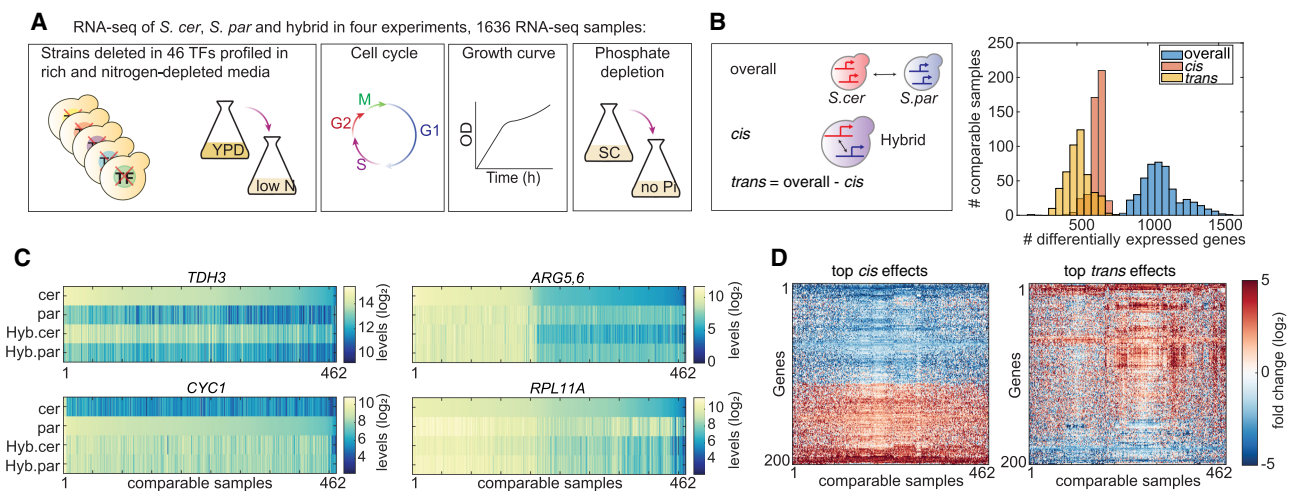 A
RNA-seq of S. cer, S. par and hybrid in four experiments, 1636 RNA-seq samples:
Strains deleted in 46 TFs profiled in
rich and nitrogen-depleted media
TF
YPD
low N
Cell cycle
M
G2
G1
S
Growth curve
OD
Time (h)
Phosphate
depletion
SC
no Pi
B
overall
S.cer
S.par
cis
Hybrid
trans = overall - cis
# comparable samples
250
200
150
100
50
0
500
1000
1500
# differentially expressed genes
overall
cis
trans
C
TDH3
cer
par
Hyb.cer
Hyb.par
1
462
14
12
10
levels (log₂)
ARG5,6
1
462
10
5
0
levels (log₂)
CYC1
cer
par
Hyb.cer
Hyb.par
1
462
comparable samples
10
8
6
4
levels (log₂)
RPL11A
1
462
comparable samples
10
8
6
4
levels (log₂)
D
top cis effects
1
Genes
200
1
462
comparable samples
top trans effects
1
Genes
200
1
462
comparable samples
5
0
-5
fold change (log₂)